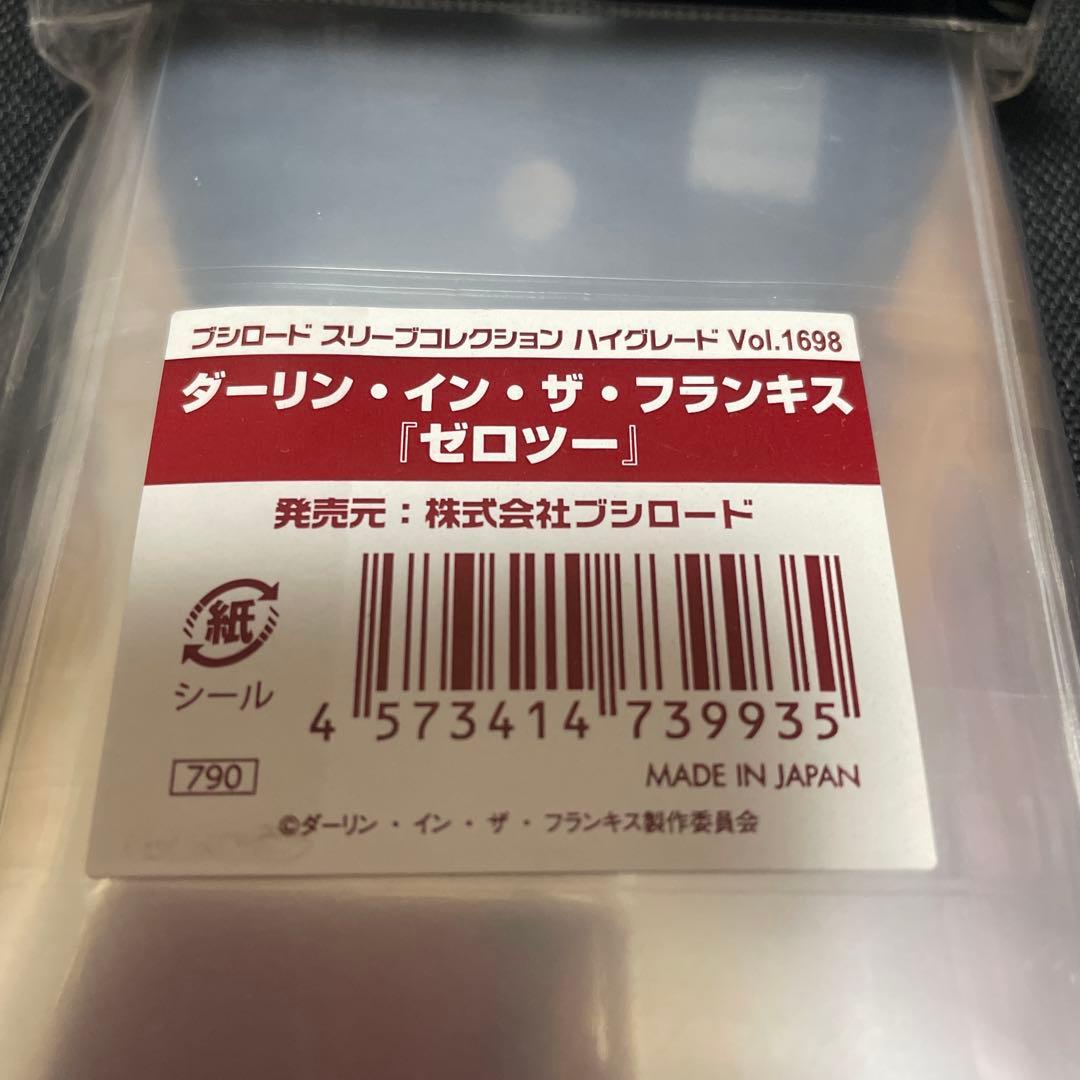 ブシロード スリーブコレクション ハイグレード Vol.1698
ダーリン・イン・ザ・フランキス
『ゼロツー』
発売元：株式会社ブシロード
紙
シール
4 573414 739935
790
MADE IN JAPAN
©ダーリン・イン・ザ・フランキス製作委員会